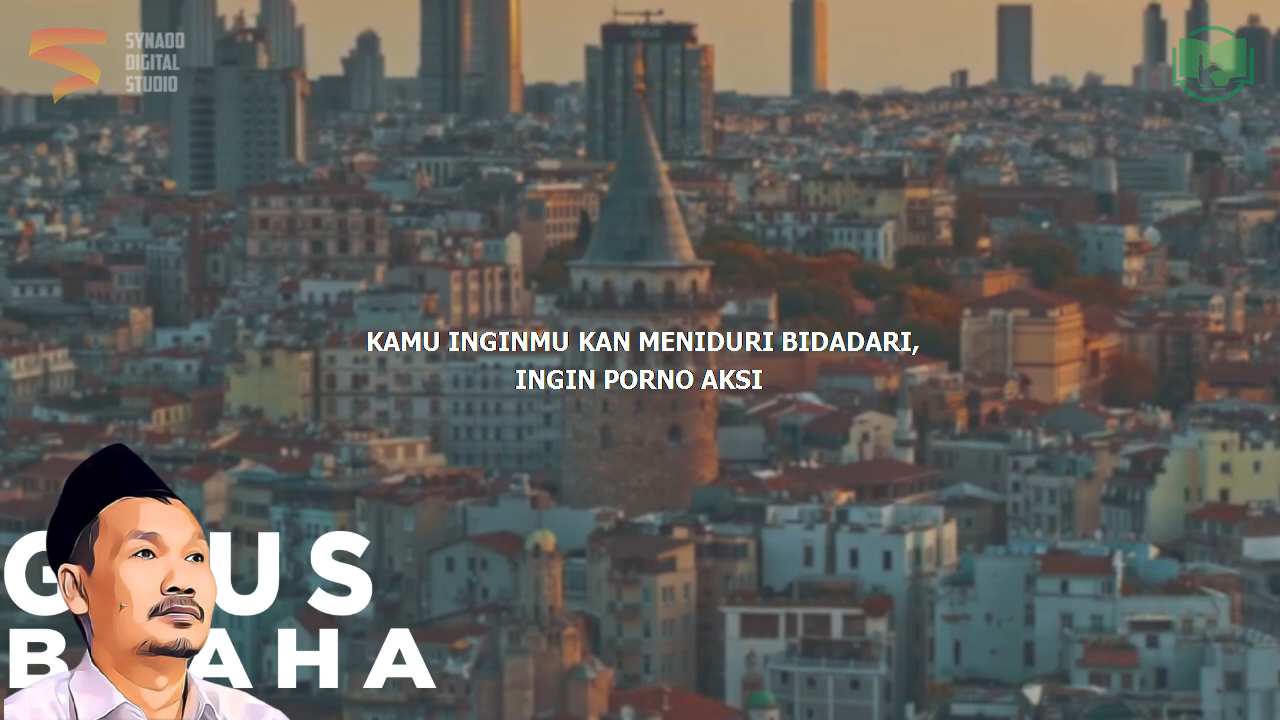 SYNADO
DIGITAL
STUDIO
KAMU INGINMU KAN MENIDURI BIDADARI,
INGIN PORNO AKSI
GUS
BAHA